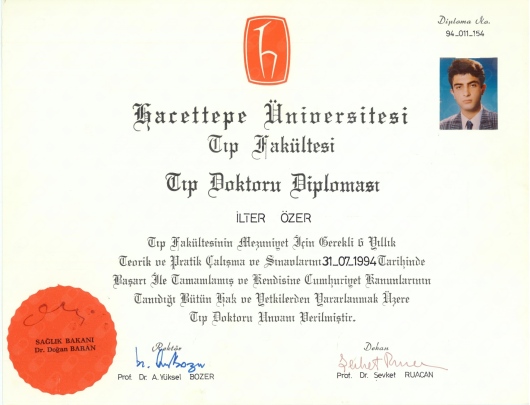 Diploma No.
94_011_154
Hacettepe Üniversitesi
Tıp Fakültesi
Tıp Doktoru Diploması
İLTER ÖZER
Tıp Fakültesinin Mezuniyet İçin Gerekli 6 Yıllık
Teorik ve Pratik Çalışma ve Sınavlarını 31_07_1994 Tarihinde
Başarı İle Tamamlamış ve Kendisine Cumhuriyet Kanunlarının
Tanıdığı Bütün Hak ve Yetkilerden Yararlanmak Üzere
Tıp Doktoru Unvanı Verilmiştir.
SAĞLIK BAKANI
Dr. Doğan BARAN
Rektör
Prof. Dr. A. Yüksel BOZER
Dekan
Prof. Dr. Şevket RUACAN